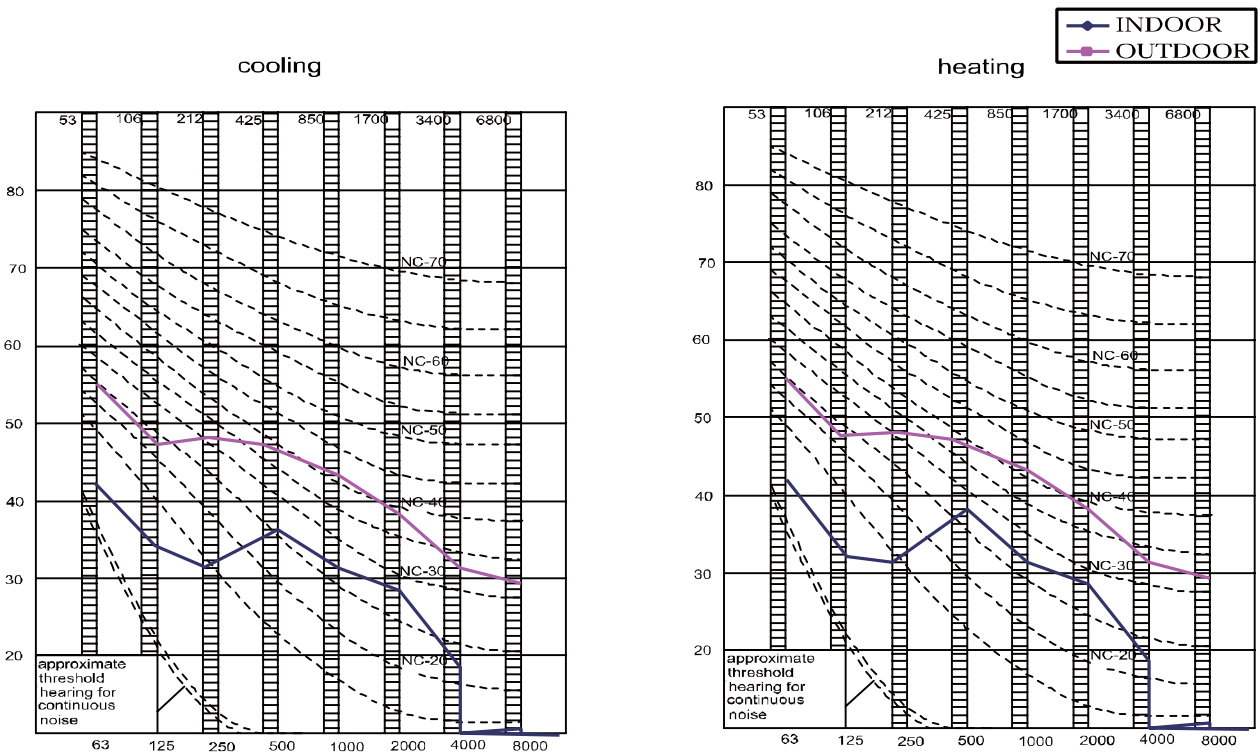 INDOOR
OUTDOOR
cooling
53 106 212 425 850 1700 3400 6800
80
70
60
50
40
30
20
NC-70
NC-60
NC-50
NC-40
NC-30
NC-20
approximate
threshold
hearing for
continuous
noise
63 125 250 500 1000 2000 4000 8000
heating
53 106 212 425 850 1700 3400 6800
80
70
60
50
40
30
20
NC-70
NC-60
NC-50
NC-40
NC-30
NC-20
approximate
threshold
hearing for
continuous
noise
63 125 250 500 1000 2000 4000 8000